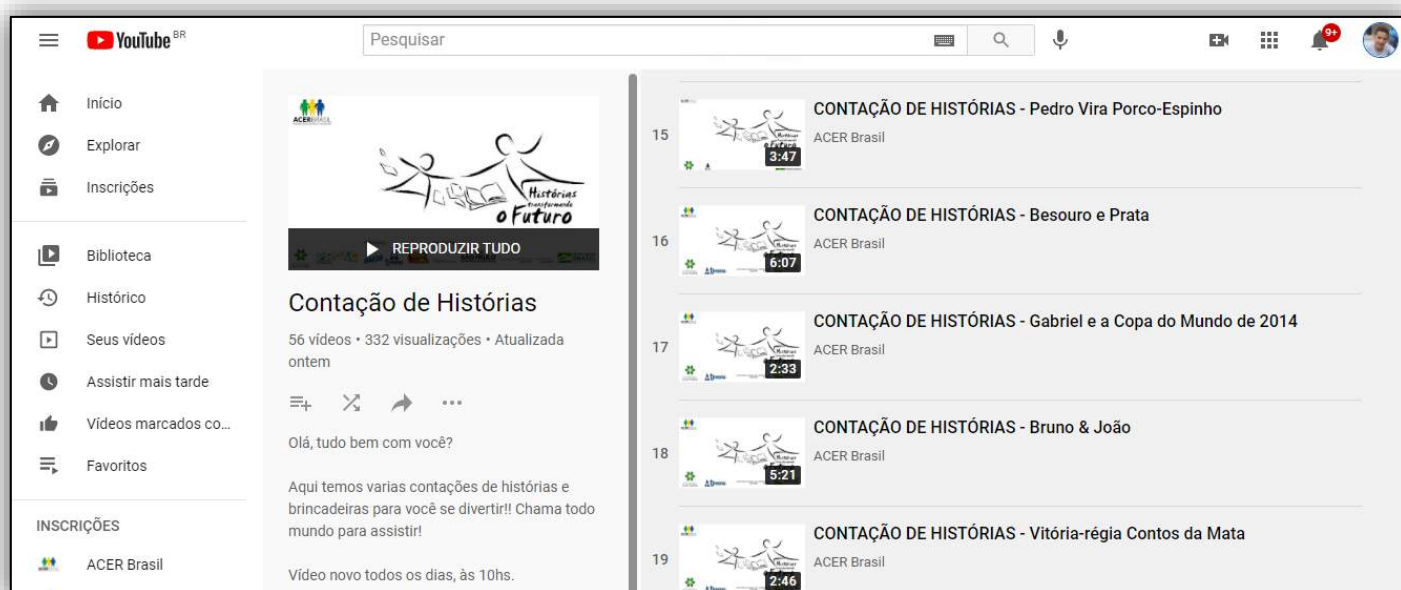 YouTube BR
Pesquisar
9+
Início
Explorar
Inscrições
Biblioteca
Histórico
Seus vídeos
Assistir mais tarde
Vídeos marcados co...
Favoritos
INSCRIÇÕES
ACER Brasil
ACERBRASIL
Histórias
transformando
o Futuro
REPRODUZIR TUDO
Contação de Histórias
56 vídeos • 332 visualizações • Atualizada
ontem
Olá, tudo bem com você?
Aqui temos varias contações de histórias e
brincadeiras para você se divertir!! Chama todo
mundo para assistir!
Vídeo novo todos os dias, às 10hs.
15
3:47
CONTAÇÃO DE HISTÓRIAS - Pedro Vira Porco-Espinho
ACER Brasil
16
6:07
CONTAÇÃO DE HISTÓRIAS - Besouro e Prata
ACER Brasil
17
2:33
CONTAÇÃO DE HISTÓRIAS - Gabriel e a Copa do Mundo de 2014
ACER Brasil
18
5:21
CONTAÇÃO DE HISTÓRIAS - Bruno & João
ACER Brasil
19
2:46
CONTAÇÃO DE HISTÓRIAS - Vitória-régia Contos da Mata
ACER Brasil